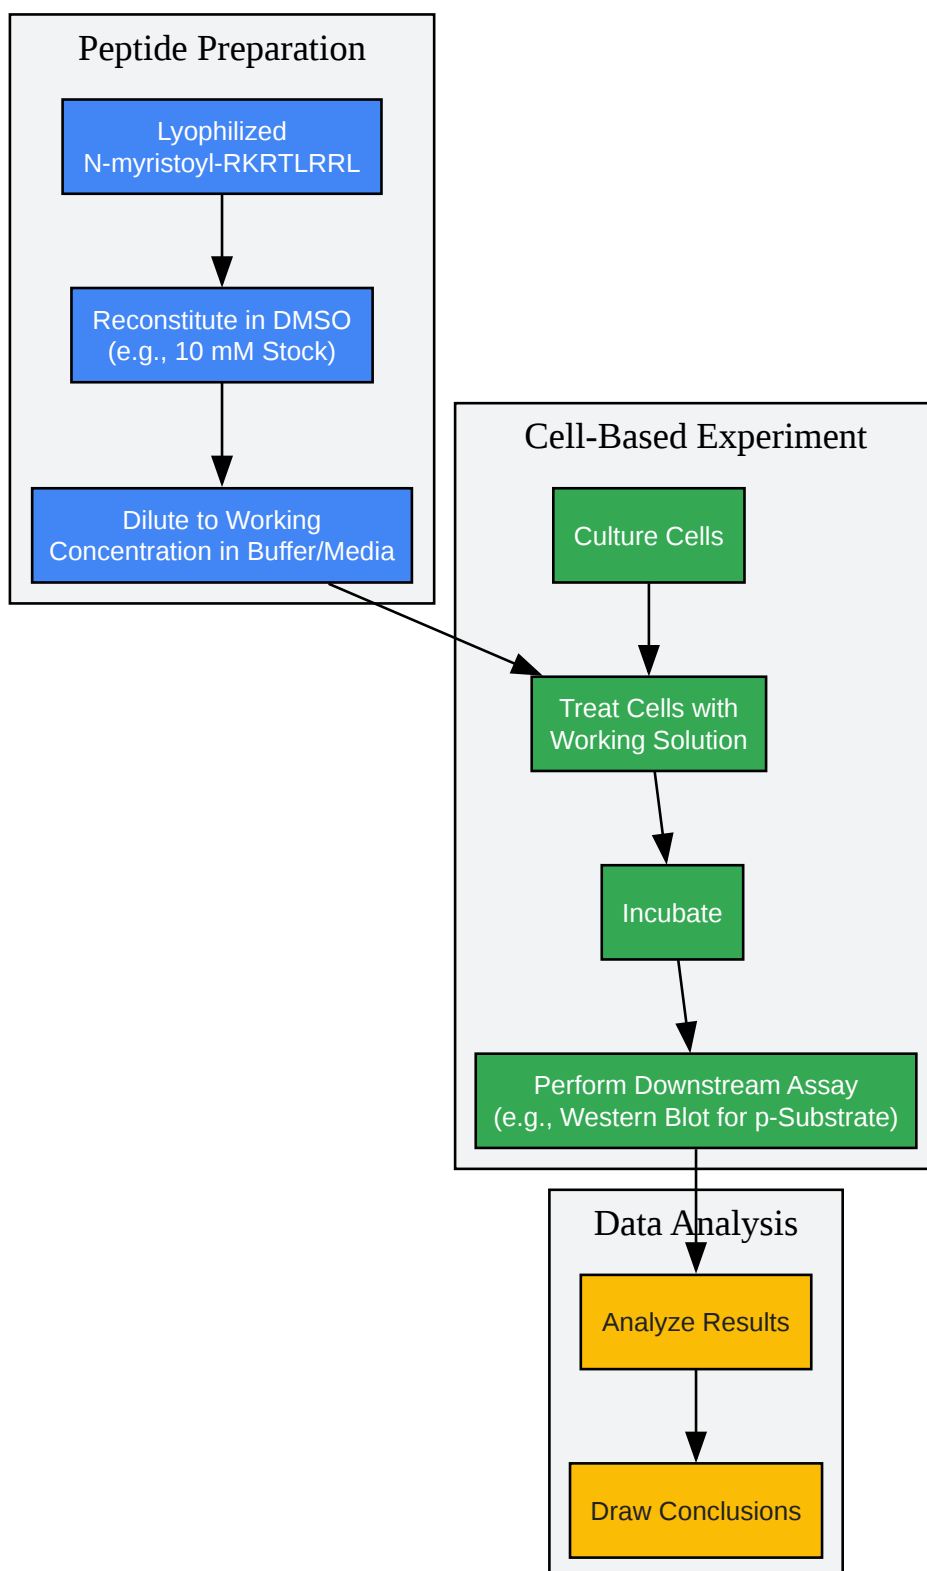 Peptide Preparation
Lyophilized
N-myristoyl-RKRTLRRL
Reconstitute in DMSO
(e.g., 10 mM Stock)
Dilute to Working
Concentration in Buffer/Media
Cell-Based Experiment
Culture Cells
Treat Cells with
Working Solution
Incubate
Perform Downstream Assay
(e.g., Western Blot for p-Substrate)
Data Analysis
Analyze Results
Draw Conclusions